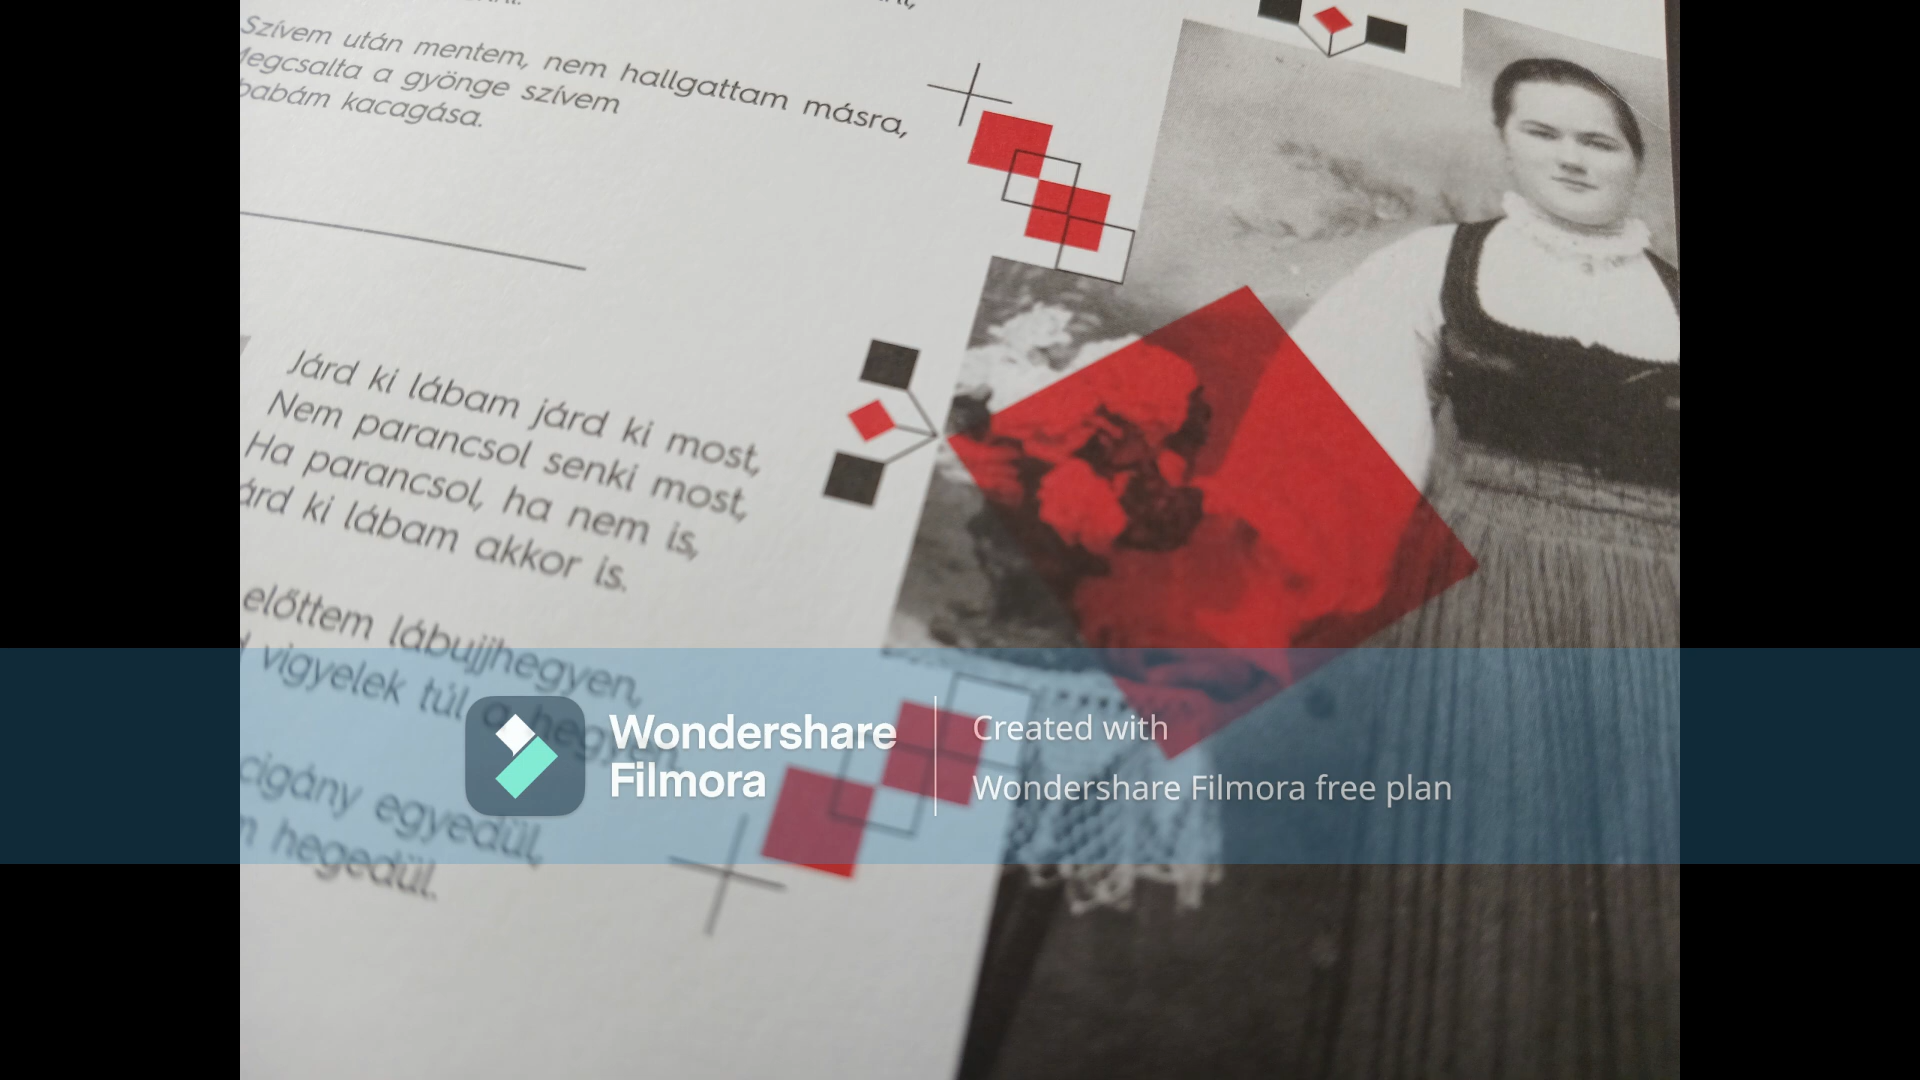 Szívem után mentem, nem hallgattam másra,
Megcsalta a gyönge szívem
babám kacagása.
Járd ki lábam járd ki most,
Nem parancsol senki most,
Ha parancsol, ha nem is,
árd ki lábam akkor is.
előttem lábujjhegyen,
vigyelek túl a hegyen.
cigány egyedül,
hegedül.
Wondershare
Filmora
Created with
Wondershare Filmora free plan